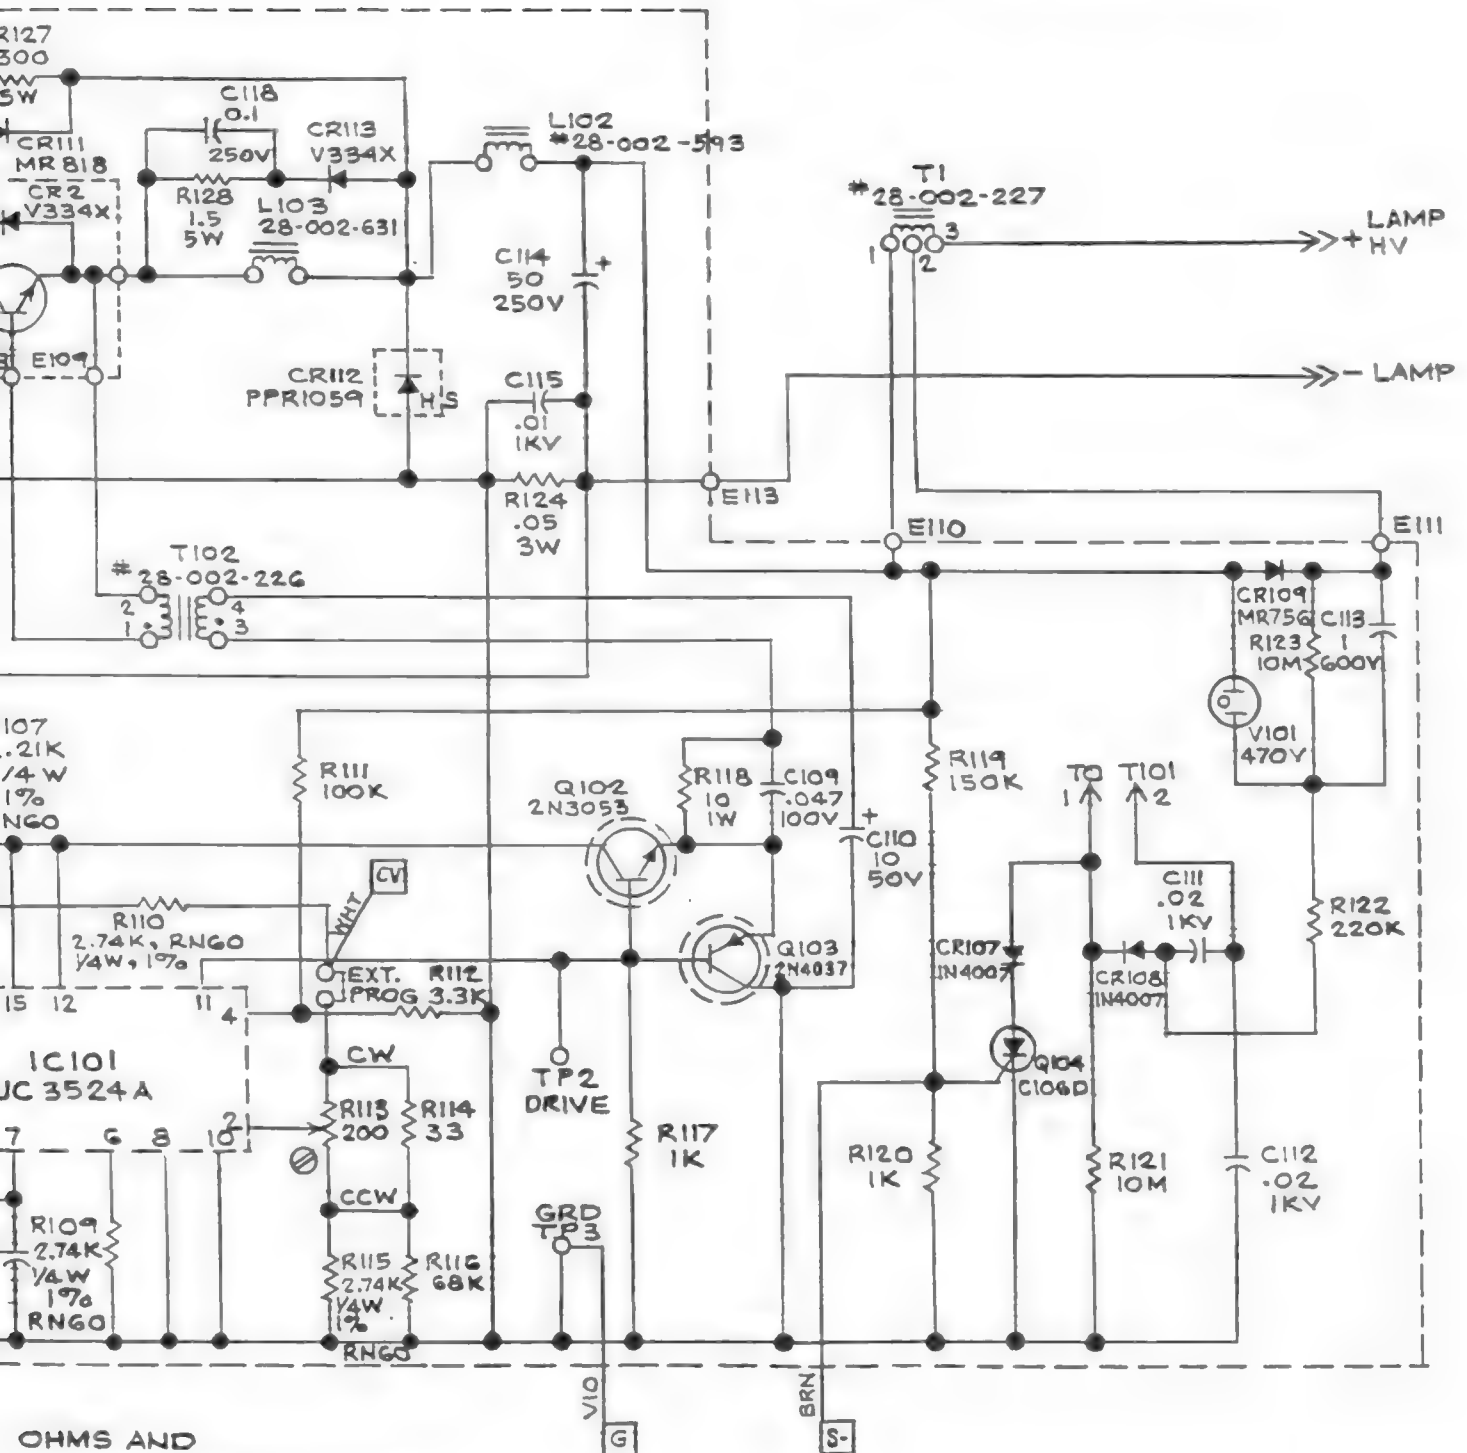 R127
300
5W
CR111
MR818
CR2
V334X
C118
0.1
250V
CR113
V334X
R128
1.5
5W
L103
28-002-631
L102
*28-002-593
C114
50
250V
+
T1
*28-002-227
1
2
3
+ LAMP
HV
- LAMP
E109
CR112
PPR1059
HS
C115
.01
1KV
R124
.05
3W
E113
E110
E111
T102
*28-002-226
2
1
4
3
CR109
MR756
R123
10M
C113
1
600V
V101
470V
107
.21K
1/4W
1%
RN60
R111
100K
Q102
2N3053
R118
10
1W
C109
.047
100V
+
C110
10
50V
R119
150K
TO T101
1
2
CV
WHT
R110
2.74K, RN60
1/4W, 1%
EXT.
PROG
R112
3.3K
Q103
2N4037
CR107
1N4007
C111
.02
1KV
CR108
1N4007
R122
220K
15
12
11
4
IC101
UC 3524A
CW
TP2
DRIVE
Q104
C106D
R113
200
R114
33
2
7
6
8
10
R117
1K
R120
1K
R121
10M
C112
.02
1KV
CCW
GRD
TP3
R109
2.74K
1/4W
1%
RN60
R115
2.74K
1/4W
1%
RN60
R116
68K
VIO
BRN
G
S-
OHMS AND